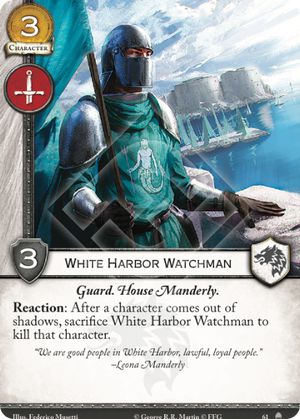 3
CHARACTER
3
WHITE HARBOR WATCHMAN
Guard. House Manderly.
Reaction: After a character comes out of
shadows, sacrifice White Harbor Watchman to
kill that character.
"We are good people in White Harbor, lawful, loyal people."
–Leona Manderly
Illus. Federico Musetti
© George R.R. Martin © FFG
61